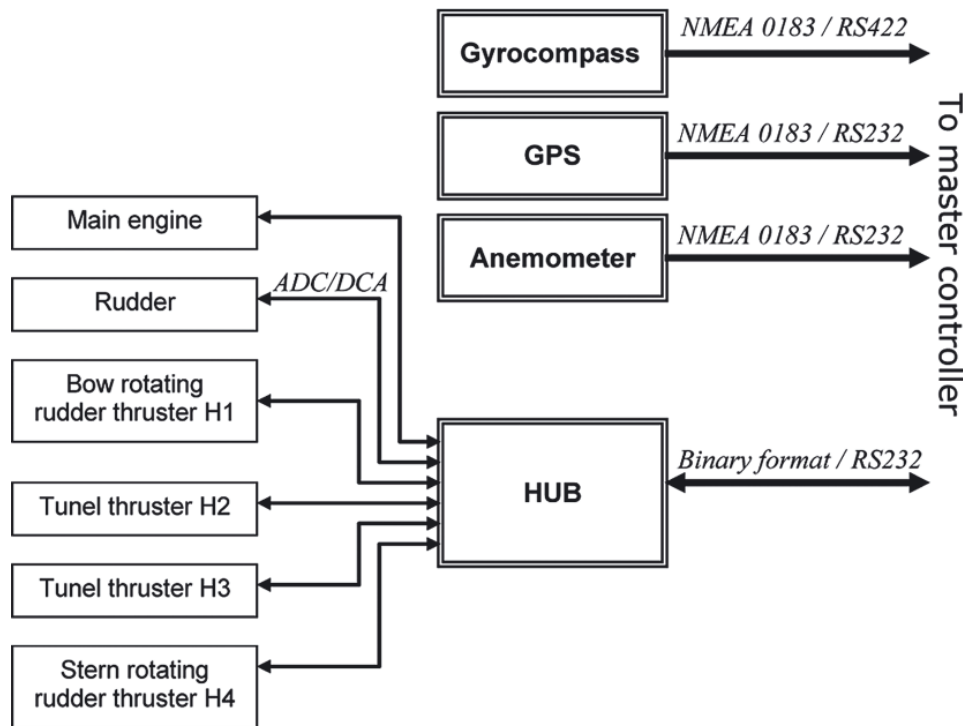 Gyrocompass
NMEA 0183 / RS422
GPS
NMEA 0183 / RS232
Anemometer
NMEA 0183 / RS232
To master controller
Main engine
Rudder
ADC/DCA
Bow rotating
rudder thruster H1
Tunel thruster H2
Tunel thruster H3
Stern rotating
rudder thruster H4
HUB
Binary format / RS232